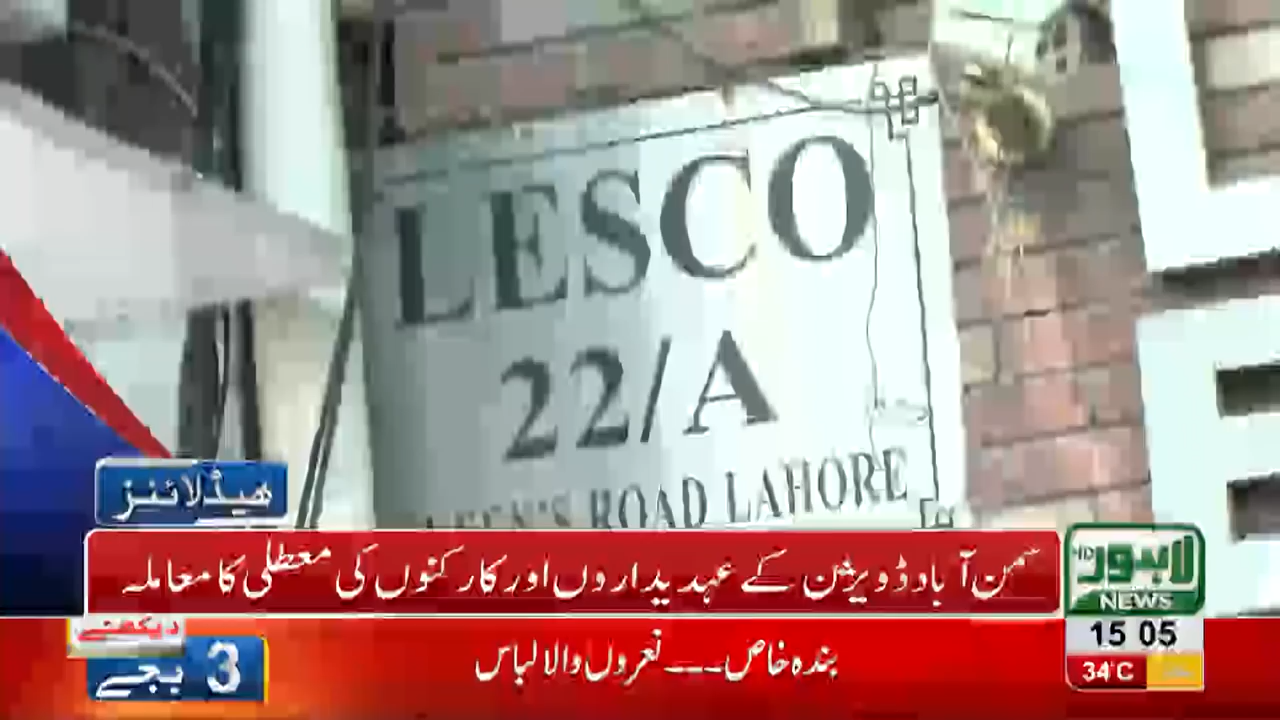 LESCO
22/A
ROAD LAHORE
ہیڈلائنز
سمن آباد ڈویژن کے عہدیداروں اور کارکنوں کی معطلی کا معاملہ
HD لاہور
NEWS
15 05
34°C
دیکھئے
3 بجے
بندہ خاص۔۔۔نعروں والا لباس